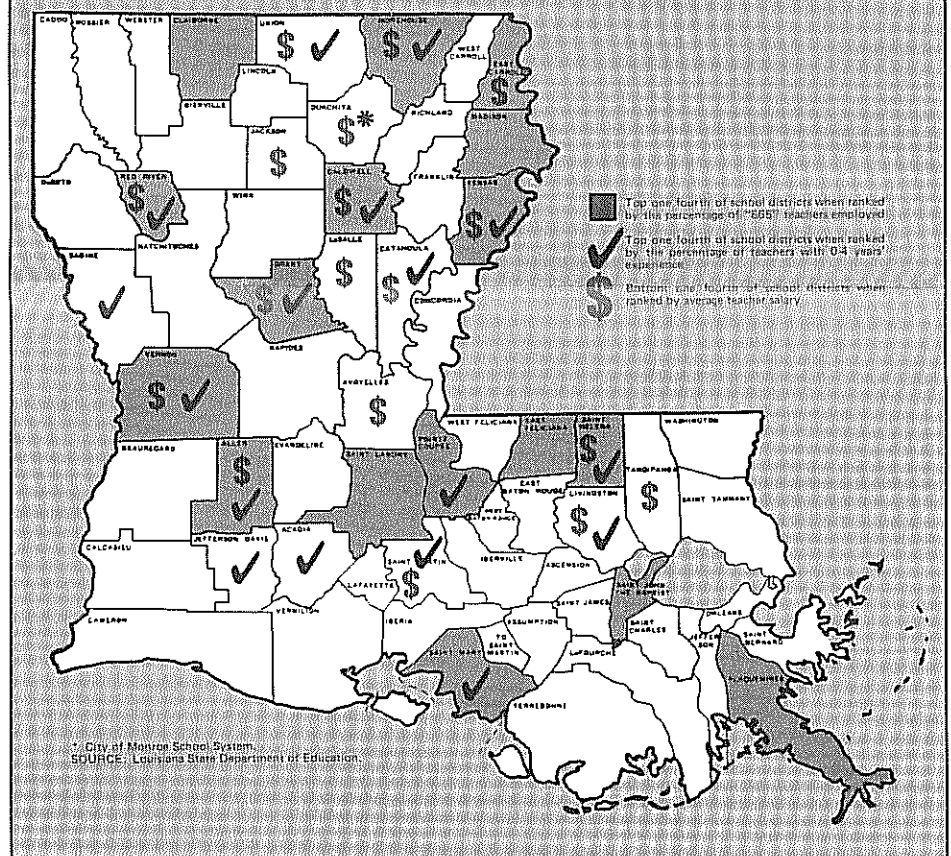 CADDO BOSSIER WEBSTER CLAIBORNE UNION MOREHOUSE
WEST CARROLL EAST CARROLL
LINCOLN
BIENVILLE OUACHITA RICHLAND MADISON
$ ✓ $ ✓ $
JACKSON $*
$
DeSOTO RED RIVER WINN CALDWELL FRANKLIN TENSAS
$ ✓ $ ✓ $ ✓
Top one fourth of school districts when ranked
by the percentage of "665" teachers employed
SABINE NATCHITOCHES GRANT LaSALLE CATAHOULA
✓ $ ✓ $ $ ✓
CONCORDIA
✓ Top one fourth of school districts when ranked
by the percentage of teachers with 0-4 years'
experience
$ Bottom one fourth of school districts when
ranked by average teacher salary
RAPIDES
VERNON AVOYELLES
$ ✓ $
BEAUREGARD ALLEN EVANGELINE SAINT LANDRY POINTE COUPEE WEST FELICIANA EAST FELICIANA SAINT HELENA WASHINGTON
$ ✓ ✓ $ ✓
TANGIPAHOA
EAST BATON ROUGE LIVINGSTON SAINT TAMMANY
$ ✓ $
WEST BATON ROUGE
CALCASIEU JEFFERSON DAVIS ACADIA SAINT MARTIN IBERVILLE ASCENSION
✓ ✓ $ ✓
LAFAYETTE SAINT JAMES SAINT JOHN THE BAPTIST
CAMERON VERMILION IBERIA ASSUMPTION SAINT CHARLES ORLEANS
TO SAINT MARTIN LaFOURCHE JEFFERSON SAINT BERNARD
SAINT MARY PLAQUEMINES
✓
TERREBONNE
* City of Monroe School System.
SOURCE: Louisiana State Department of Education.